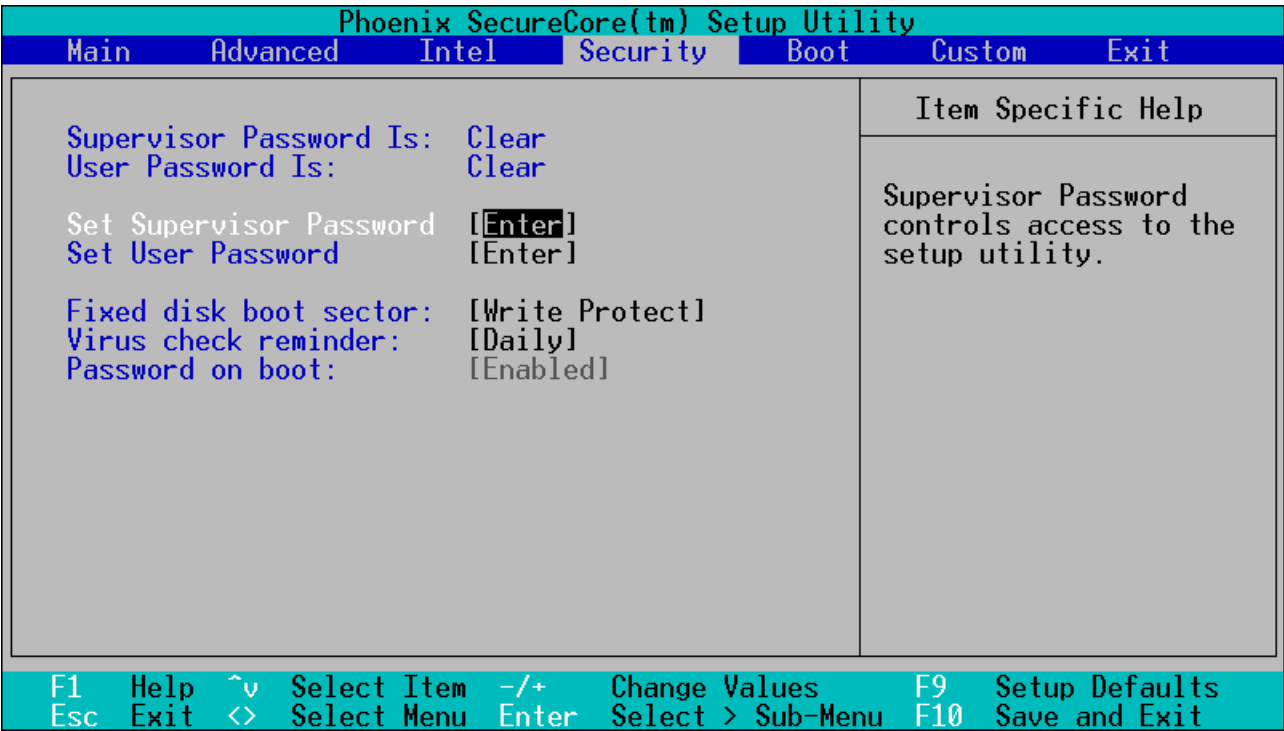 Phoenix SecureCore(tm) Setup Utility
Main Advanced Intel Security Boot Custom Exit
Item Specific Help
Supervisor Password Is: Clear
User Password Is: Clear
Set Supervisor Password [Enter]
Set User Password [Enter]
Fixed disk boot sector: [Write Protect]
Virus check reminder: [Daily]
Password on boot: [Enabled]
Supervisor Password
controls access to the
setup utility.
F1 Help ^v Select Item -/+ Change Values F9 Setup Defaults
Esc Exit <> Select Menu Enter Select > Sub-Menu F10 Save and Exit